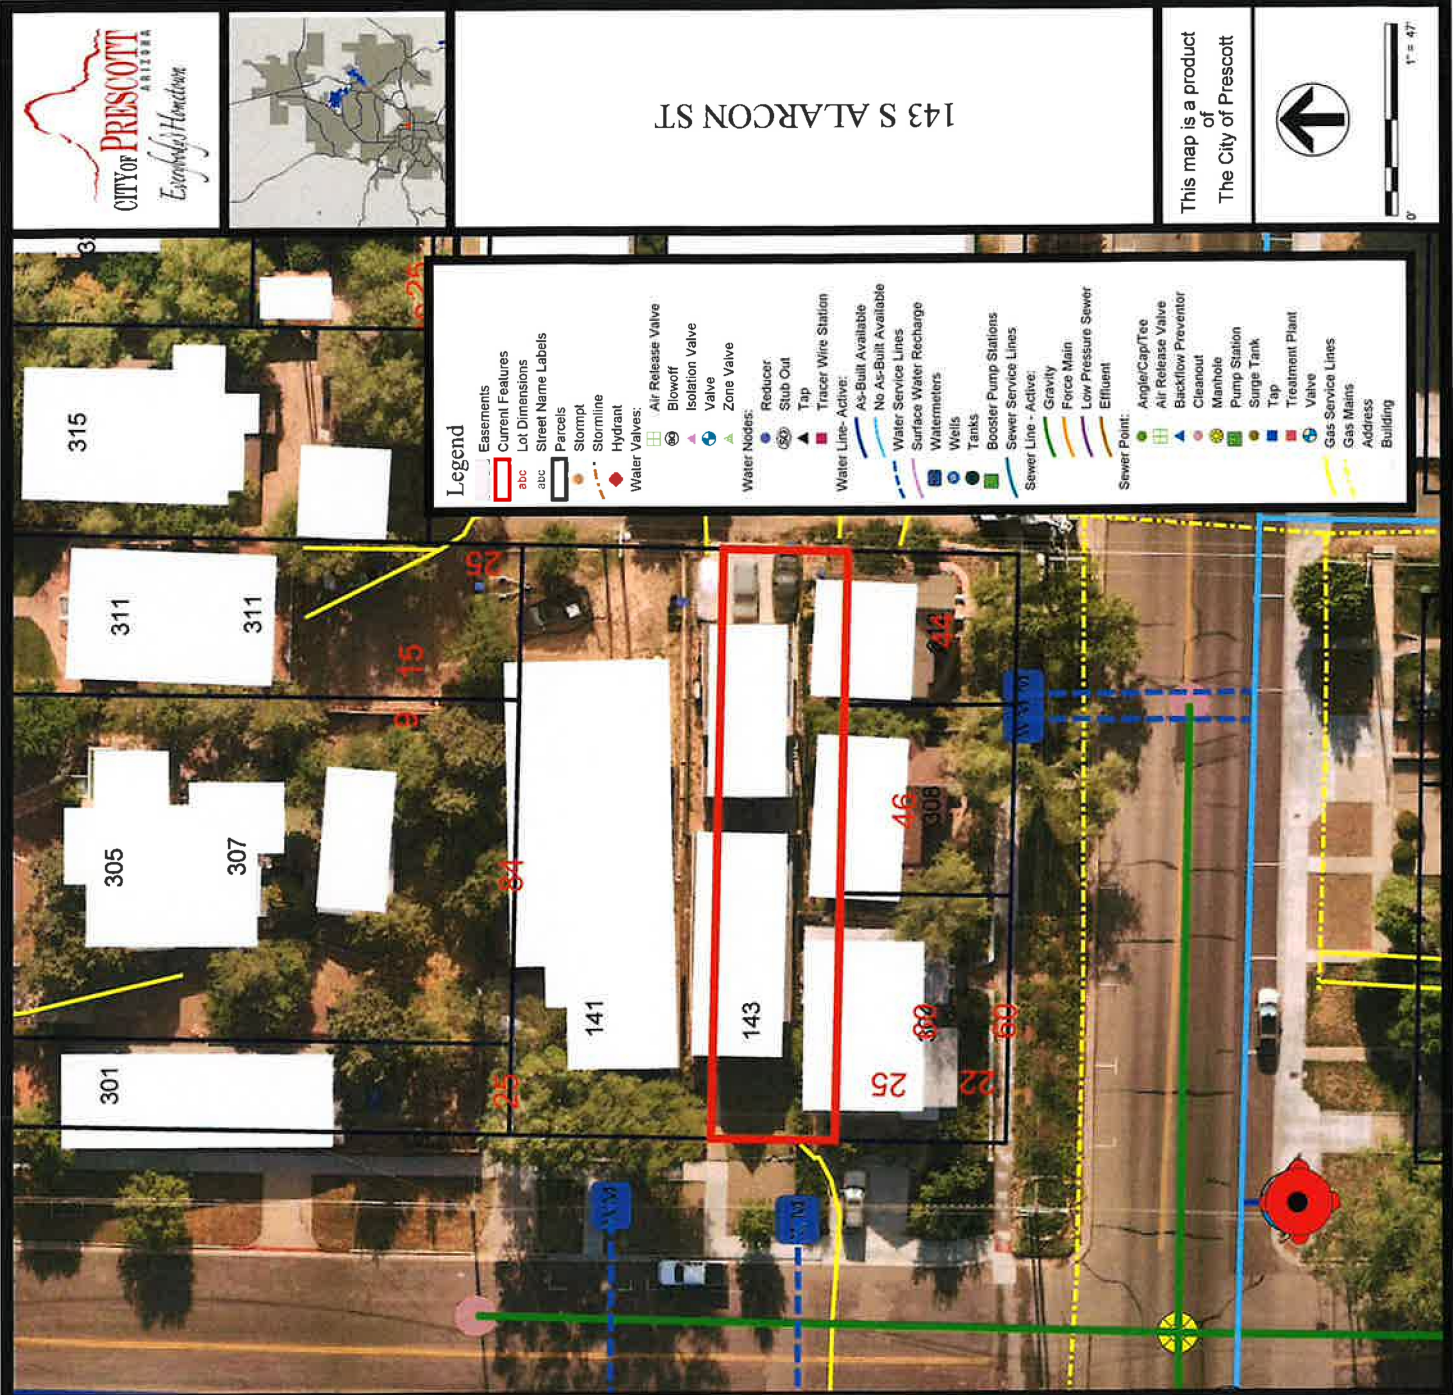 CITY OF PRESCOTT
ARIZONA
Everybody's Hometown
143 S ALARCON ST
This map is a product
of
The City of Prescott
0'
1" = 47'
Legend
Easements
Current Features
abc Lot Dimensions
abc Street Name Labels
Parcels
Stormpt
Stormline
Hydrant
Water Valves:
Air Release Valve
Blowoff
Isolation Valve
Valve
Zone Valve
Water Nodes:
Reducer
Stub Out
Tap
Tracer Wire Station
Water Line- Active:
As-Built Available
No As-Built Available
Water Service Lines
Surface Water Recharge
Watermeters
Wells
Tanks
Booster Pump Stations
Sewer Service Lines
Sewer Line - Active:
Gravity
Force Main
Low Pressure Sewer
Effluent
Sewer Point:
Angle/Cap/Tee
Air Release Valve
Backflow Preventor
Cleanout
Manhole
Pump Station
Surge Tank
Tap
Treatment Plant
Valve
Gas Service Lines
Gas Mains
Address
Building
315
311
311
305
307
301
141
143
308
25
15
9
84
25
46
44
25
22
60
WM
WM